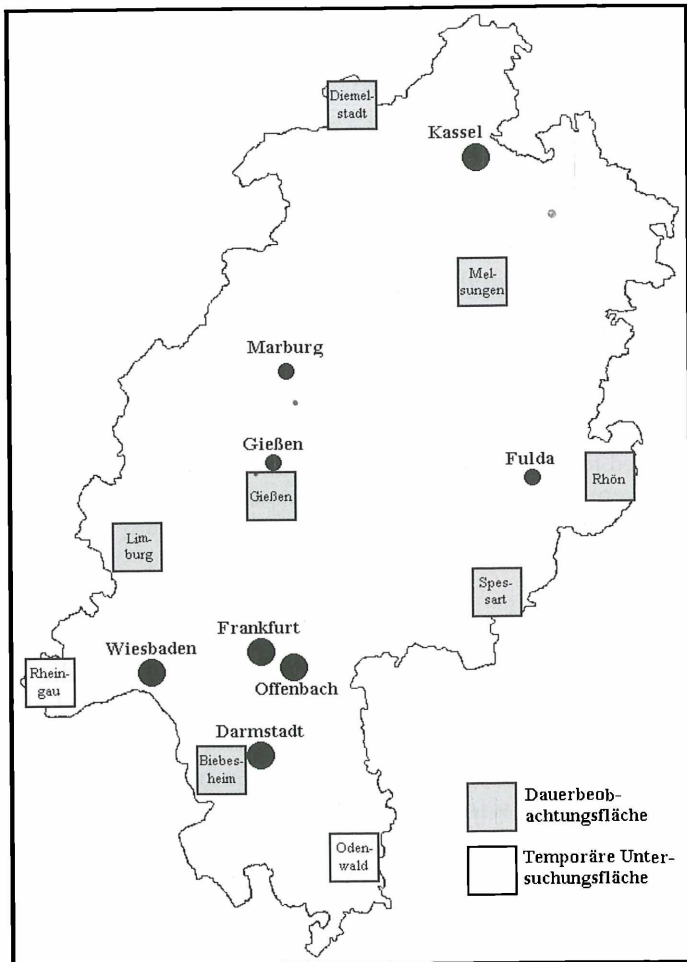 Diemel-
stadt
Kassel
Mel-
sungen
Marburg
Gießen
Gießen
Fulda
Rhön
Lim-
burg
Spes-
sart
Frankfurt
Wiesbaden
Offenbach
Rhein-
gau
Darmstadt
Biebes-
heim
Oden-
wald
Dauerbeob-
achtungsfläche
Temporäre Unter-
suchungsfläche